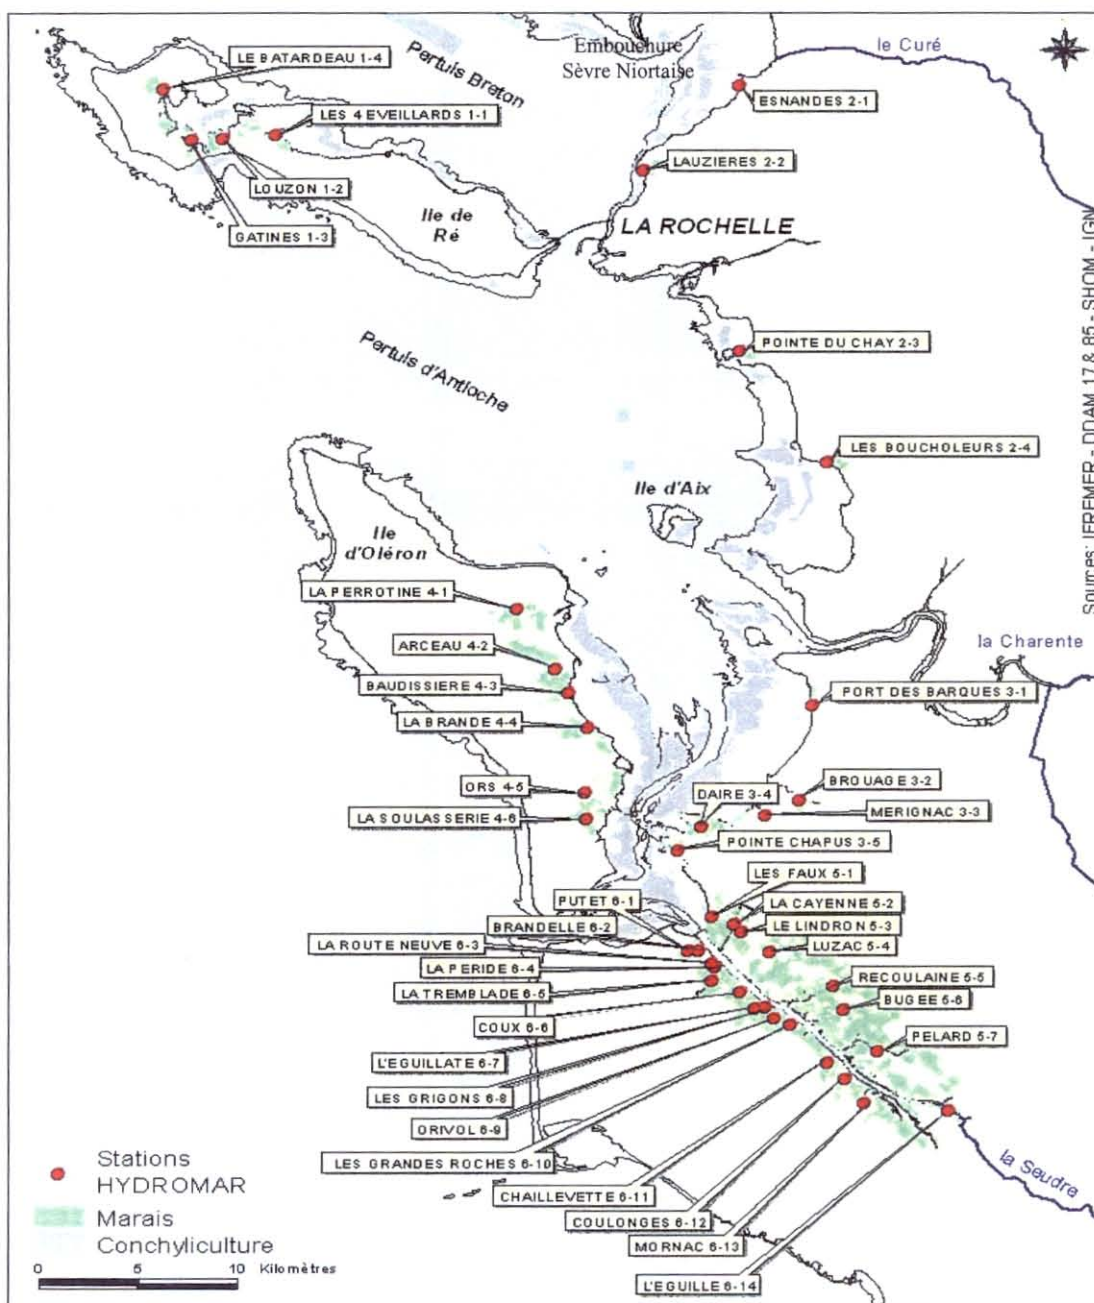 Embouchure
Sèvre Niortaise
le Curé
LE BATARDEAU 1-4
Pertuis Breton
ESNANDES 2-1
LES 4 EVEILLARDS 1-1
LAUZIERES 2-2
LOUZON 1-2
Ile de
Ré
GATINES 1-3
LA ROCHELLE
POINTE DU CHAY 2-3
Pertuis d'Antioche
LES BOUCHOLEURS 2-4
Ile d'Aix
Ile
d'Oléron
LA PERROTINE 4-1
ARCEAU 4-2
la Charente
BAUDISSIERE 4-3
PORT DES BARQUES 3-1
LA BRANDE 4-4
ORS 4-5
BROUAGE 3-2
DAIRE 3-4
MERIGNAC 3-3
LA SOULASSERIE 4-6
POINTE CHAPUS 3-5
LES FAUX 5-1
PUTET 6-1
LA CAYENNE 5-2
BRANDELLE 6-2
LE LINDRON 5-3
LA ROUTE NEUVE 6-3
LUZAC 5-4
LA PERIDE 6-4
RECOULAINE 5-5
LA TREMBLADE 6-5
BUGEE 5-6
COUX 6-6
PELARD 5-7
L'EGUILLATE 6-7
LES GRIGONS 6-8
ORIVOL 6-9
LES GRANDES ROCHES 6-10
CHAILLEVETTE 6-11
COULONGES 6-12
MORNAC 6-13
L'EGUILLE 6-14
la Seudre
Stations
HYDROMAR
Marais
Conchyliculture
0 10 Kilomètres
Sources: IFREMER - DDAM 17 & 85 - SHOM - IGN